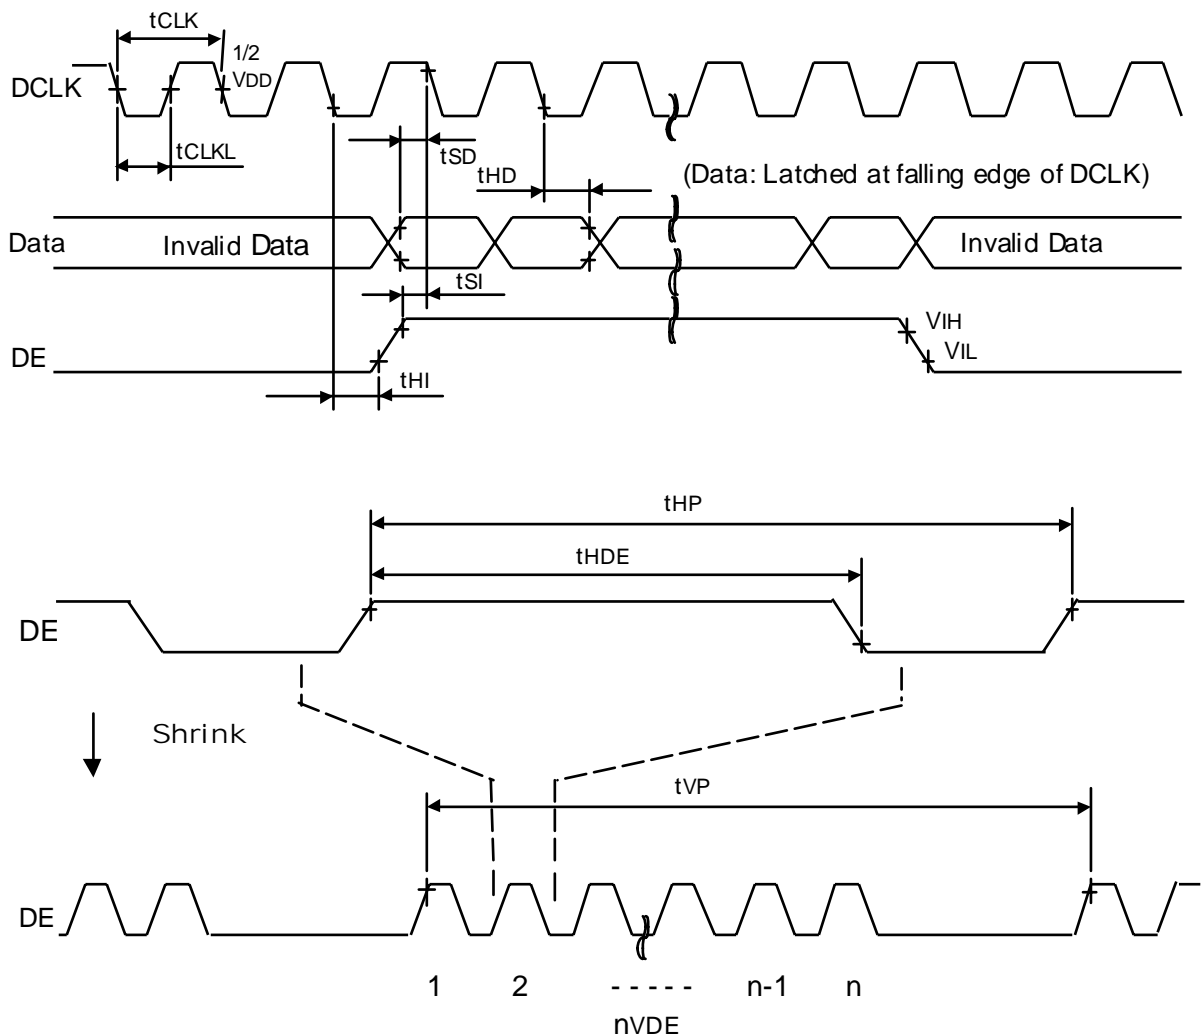 tCLK
1/2
VDD
DCLK
tCLKL
tSD
tHD
(Data: Latched at falling edge of DCLK)
Data
Invalid Data
Invalid Data
tSI
VIH
DE
VIL
tHI
tHP
tHDE
DE
Shrink
tVP
DE
1 2 - - - - - n-1 n
nVDE